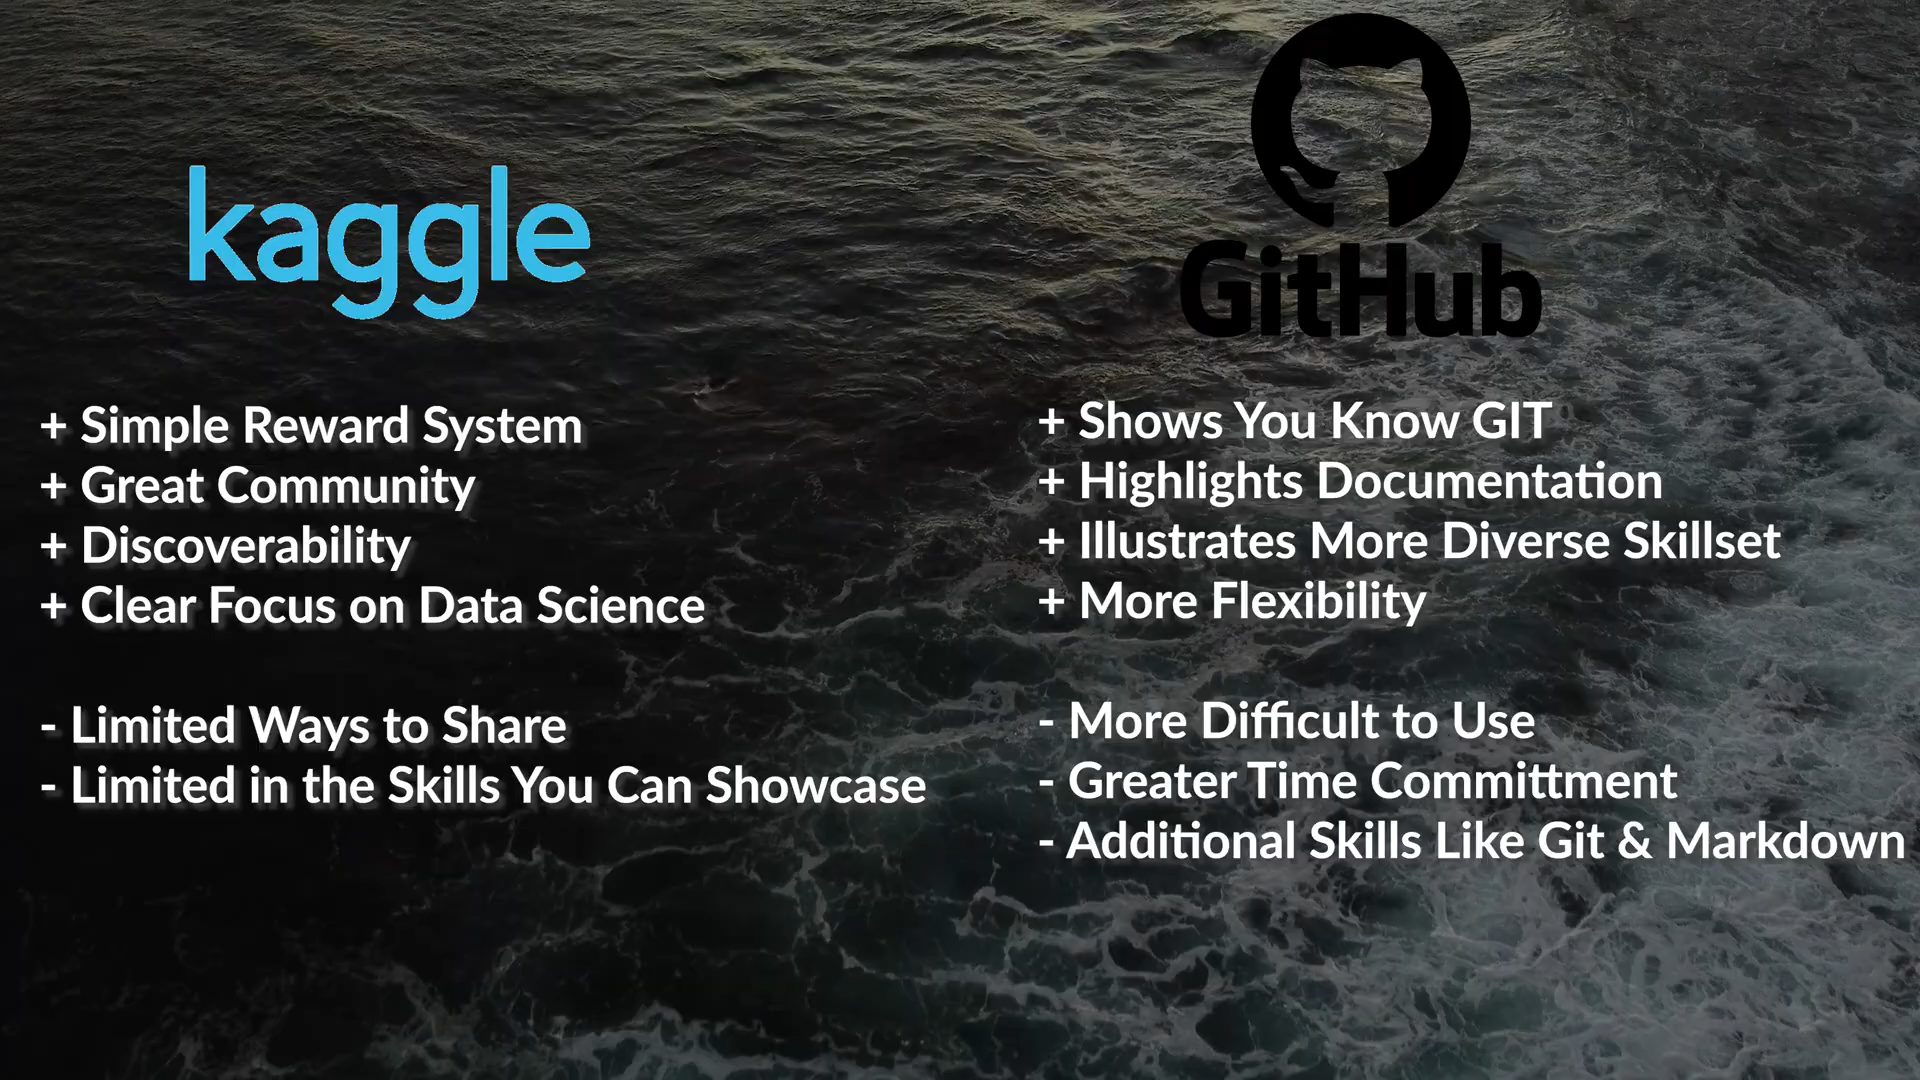 kaggle
+ Simple Reward System
+ Great Community
+ Discoverability
+ Clear Focus on Data Science
- Limited Ways to Share
- Limited in the Skills You Can Showcase
GitHub
+ Shows You Know GIT
+ Highlights Documentation
+ Illustrates More Diverse Skillset
+ More Flexibility
- More Difficult to Use
- Greater Time Committment
- Additional Skills Like Git & Markdown